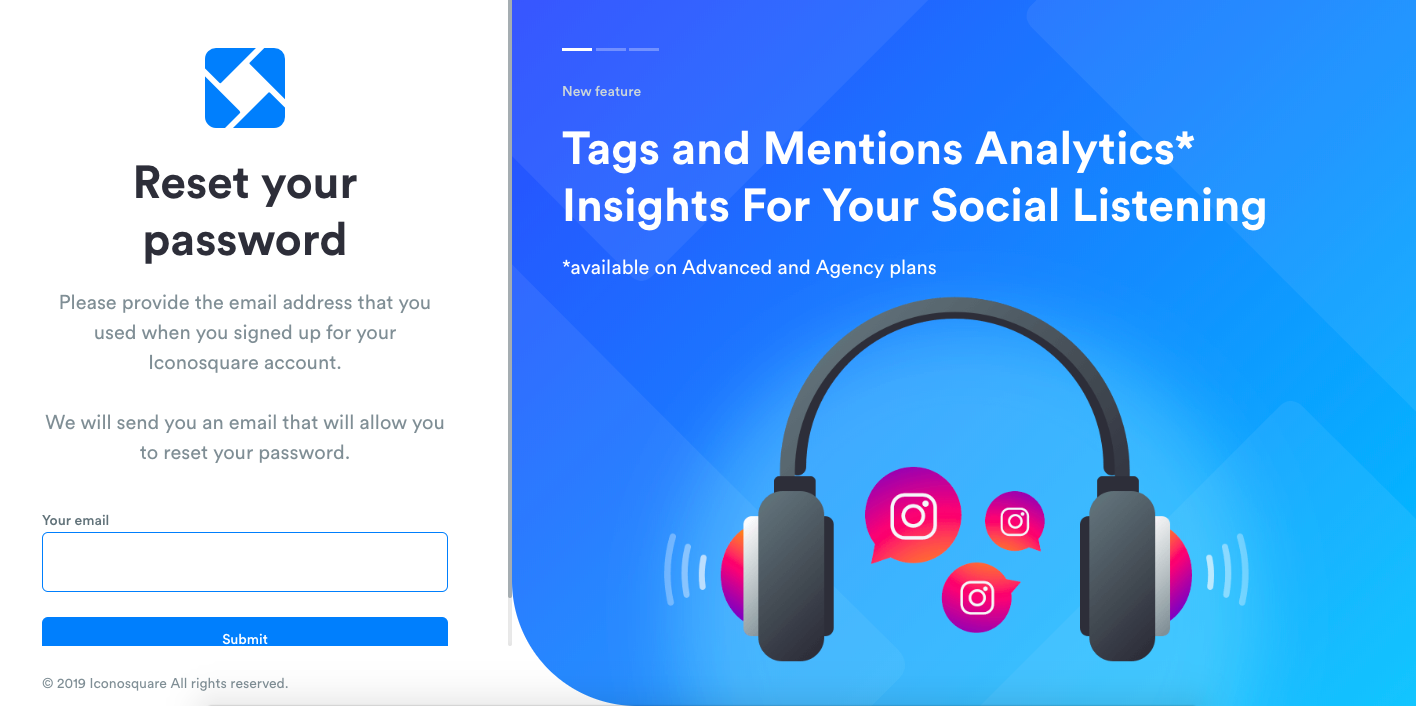 Reset your
password
Please provide the email address that you
used when you signed up for your
Iconosquare account.
We will send you an email that will allow you
to reset your password.
Your email
Submit
© 2019 Iconosquare All rights reserved.
New feature
Tags and Mentions Analytics*
Insights For Your Social Listening
*available on Advanced and Agency plans